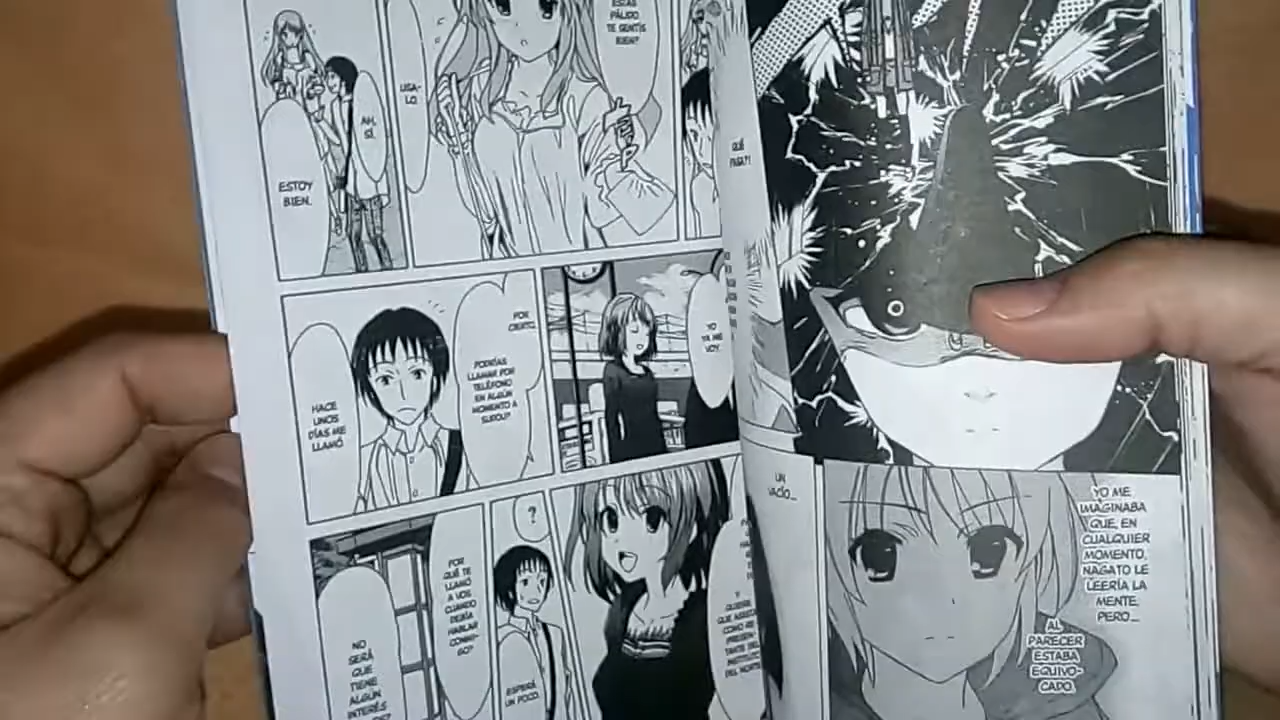 ESTÁS
PÁLIDO
TE SENTÍS
BIEN?
USA-
LO.
AH,
SÍ.
ESTOY
BIEN.
QUÉ
PASA?!
YO
YA ME
VOY.
POR
CIERTO,
PODRÍAS
LLAMAR POR
TELÉFONO
EN ALGÚN
MOMENTO A
HACE
UNOS
DÍAS ME
LLAMÓ
UN
VACÍO...
Y
QUIERE
?
ESPERÁ
UN POCO.
POR
QUÉ TE
LLAMÓ
A VOS
CUANDO
DEBÍA
HABLAR
CONMI-
GO?
NO
SERÁ
QUE
TIENE
ALGÚN
INTERÉS
YO ME
IMAGINABA
QUE, EN
CUALQUIER
MOMENTO,
NAGATO LE
LEERÍA LA
MENTE,
PERO...
AL
PARECER
ESTABA
EQUIVO-
CADO.